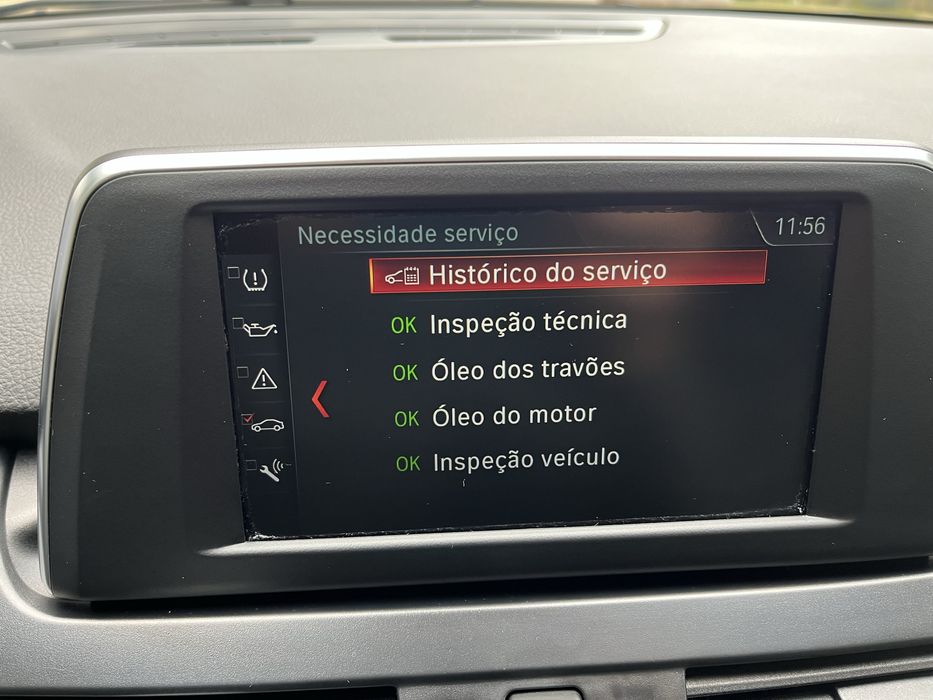 Necessidade serviço
11:56
Histórico do serviço
OK Inspeção técnica
OK Óleo dos travões
OK Óleo do motor
OK Inspeção veículo